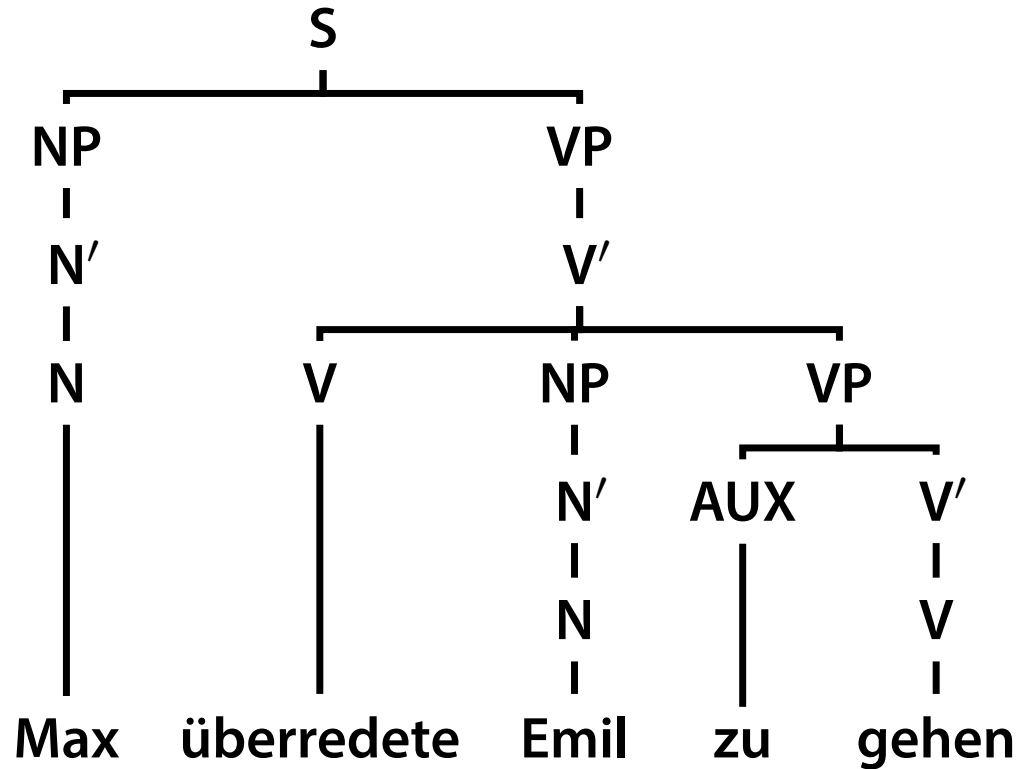 S
NP VP
N′ V′
N V NP VP
N′ AUX V′
N V
Max überredete Emil zu gehen